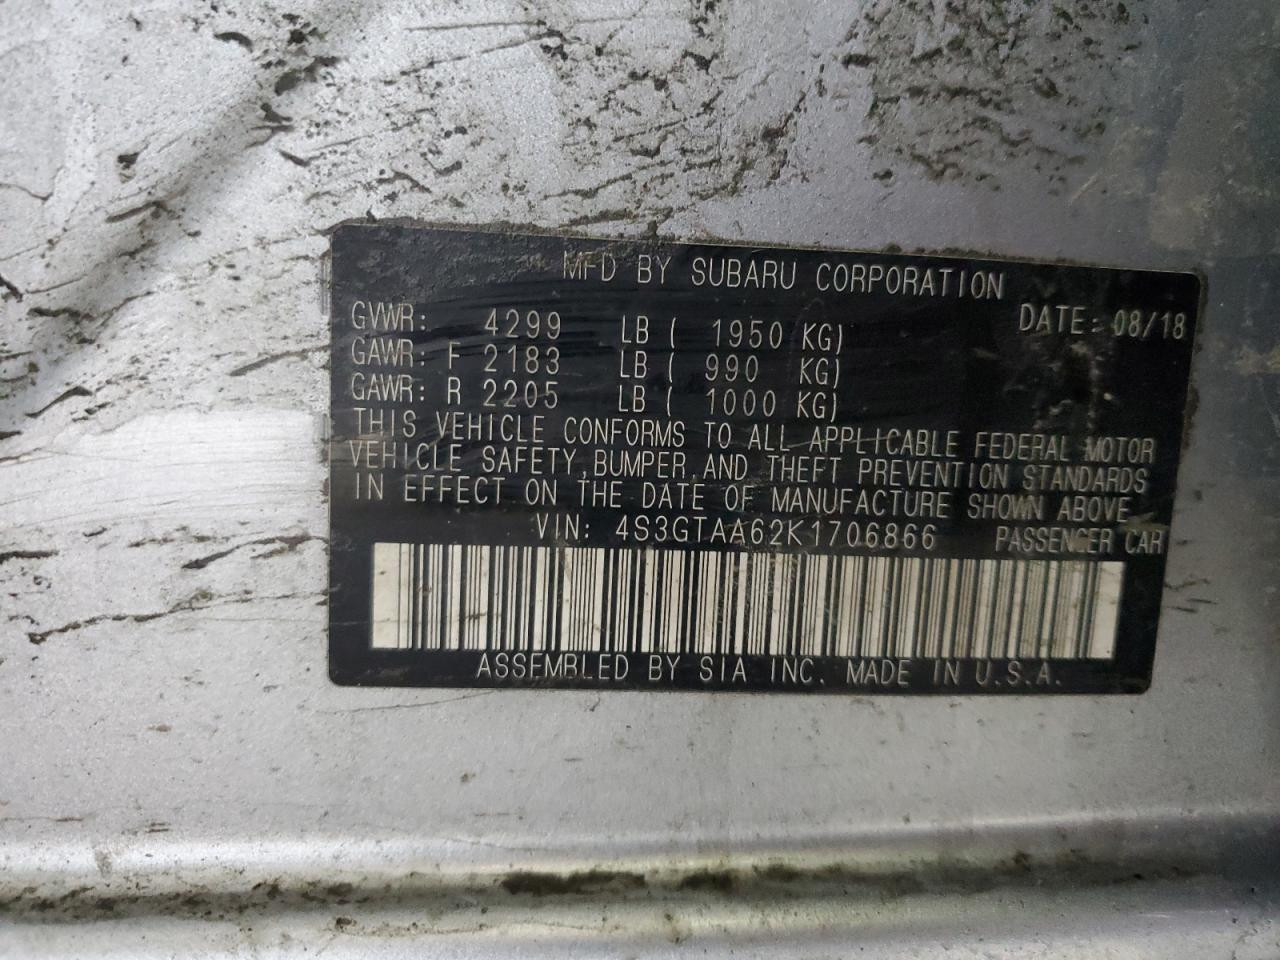 MFD BY SUBARU CORPORATION
GVWR: 4299 LB ( 1950 KG) DATE: 08/18
GAWR: F 2183 LB ( 990 KG)
GAWR: R 2205 LB ( 1000 KG)
THIS VEHICLE CONFORMS TO ALL APPLICABLE FEDERAL MOTOR
VEHICLE SAFETY, BUMPER, AND THEFT PREVENTION STANDARDS
IN EFFECT ON THE DATE OF MANUFACTURE SHOWN ABOVE.
VIN: 4S3GTAA62K1706866 PASSENGER CAR
ASSEMBLED BY SIA INC. MADE IN U.S.A.